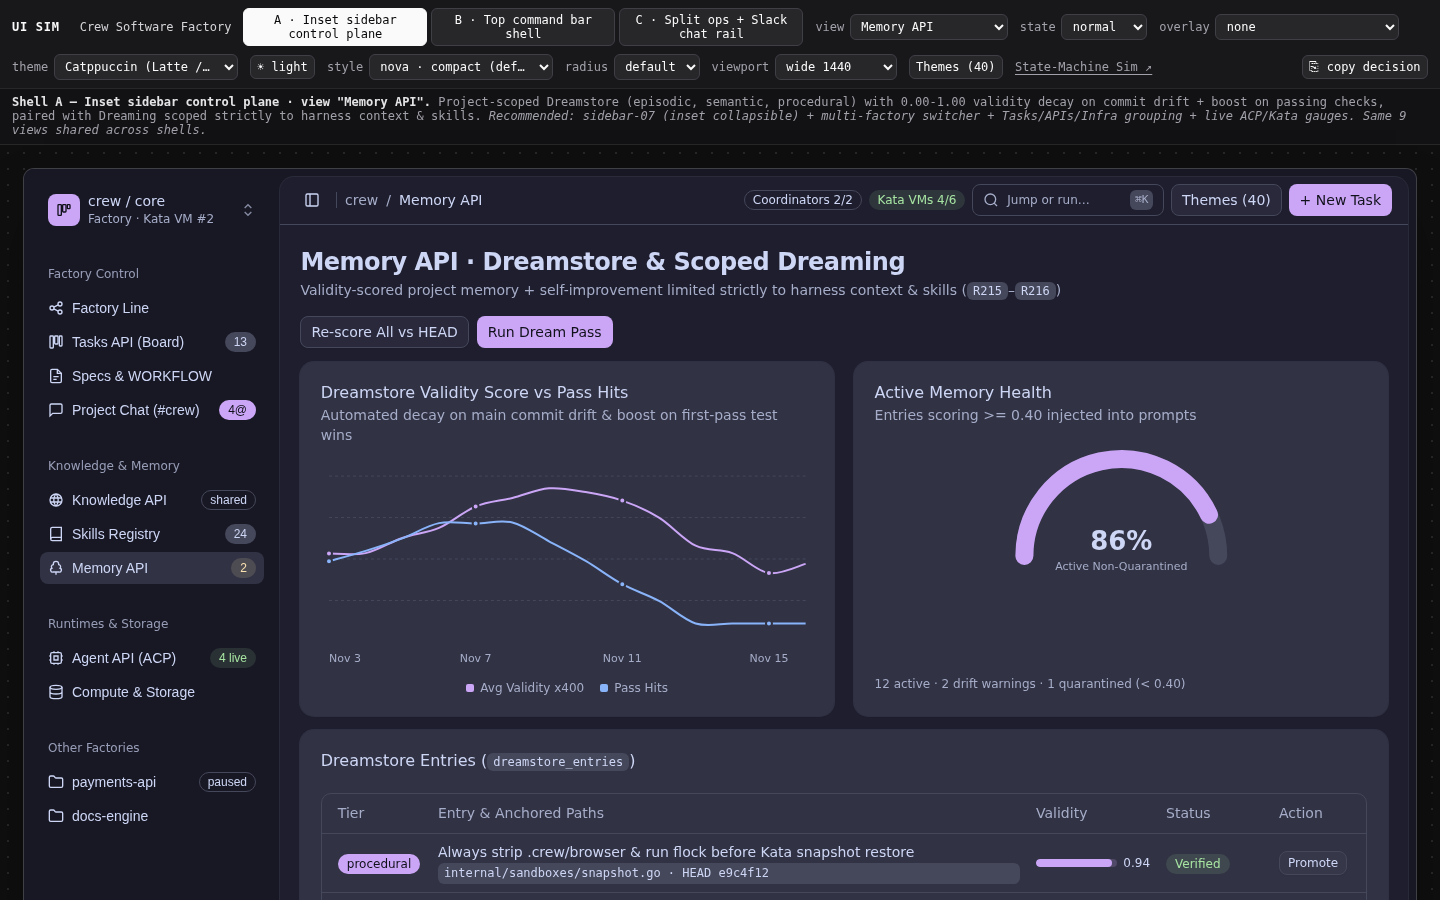 UI SIM Crew Software Factory A · Inset sidebar control plane B · Top command bar shell C · Split ops + Slack chat rail view Memory API state normal overlay none
theme Catppuccin (Latte /… ☀ light style nova · compact (def… radius default viewport wide 1440 Themes (40) State-Machine Sim ↗ ⎘ copy decision
Shell A — Inset sidebar control plane · view "Memory API". Project-scoped Dreamstore (episodic, semantic, procedural) with 0.00-1.00 validity decay on commit drift + boost on passing checks,
paired with Dreaming scoped strictly to harness context & skills. Recommended: sidebar-07 (inset collapsible) + multi-factory switcher + Tasks/APIs/Infra grouping + live ACP/Kata gauges. Same 9
views shared across shells.
crew / core
Factory · Kata VM #2
Factory Control
Factory Line
Tasks API (Board) 13
Specs & WORKFLOW
Project Chat (#crew) 4@
Knowledge & Memory
Knowledge API shared
Skills Registry 24
Memory API 2
Runtimes & Storage
Agent API (ACP) 4 live
Compute & Storage
Other Factories
payments-api paused
docs-engine
crew / Memory API Coordinators 2/2 Kata VMs 4/6 Jump or run... ⌘K Themes (40) + New Task
Memory API · Dreamstore & Scoped Dreaming
Validity-scored project memory + self-improvement limited strictly to harness context & skills (R215–R216)
Re-score All vs HEAD Run Dream Pass
Dreamstore Validity Score vs Pass Hits
Automated decay on main commit drift & boost on first-pass test
wins
Nov 3 Nov 7 Nov 11 Nov 15
Avg Validity x400 Pass Hits
Active Memory Health
Entries scoring >= 0.40 injected into prompts
86%
Active Non-Quarantined
12 active · 2 drift warnings · 1 quarantined (< 0.40)
Dreamstore Entries (dreamstore_entries)
Tier Entry & Anchored Paths Validity Status Action
procedural Always strip .crew/browser & run flock before Kata snapshot restore 0.94 Verified Promote
internal/sandboxes/snapshot.go · HEAD e9c4f12